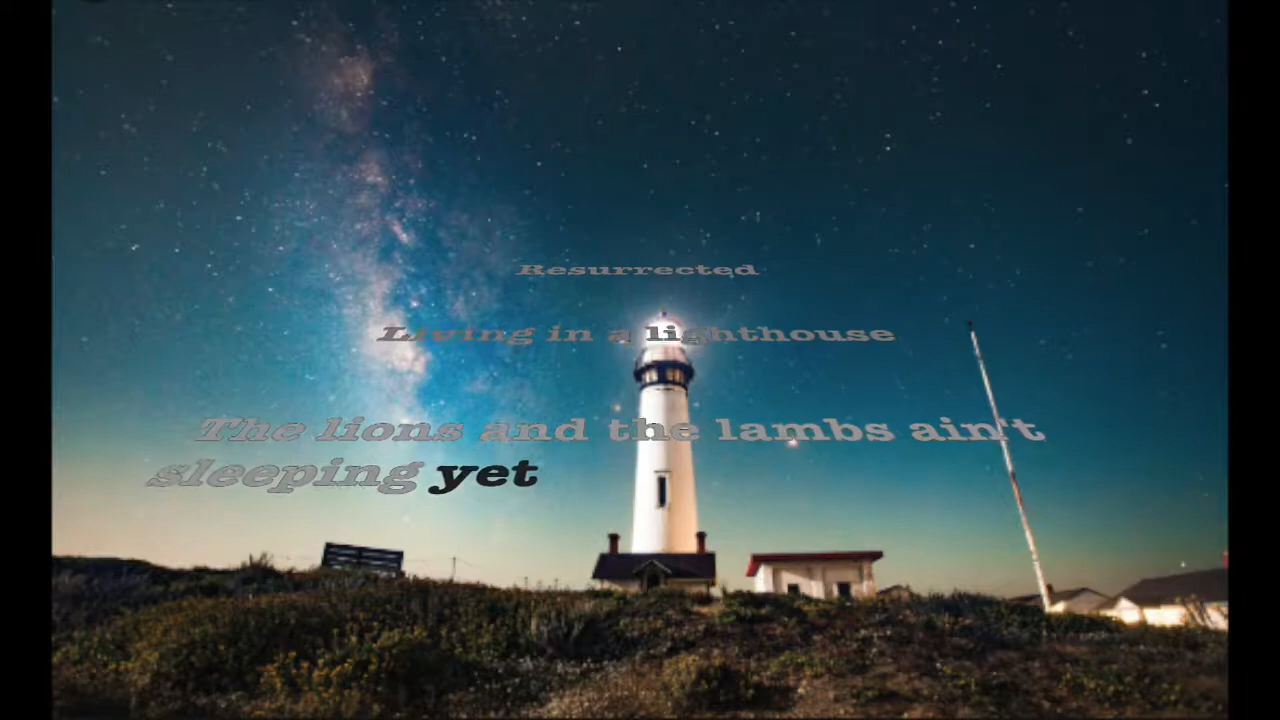 Resurrected
Living in a lighthouse
The lions and the lambs ain't
sleeping yet